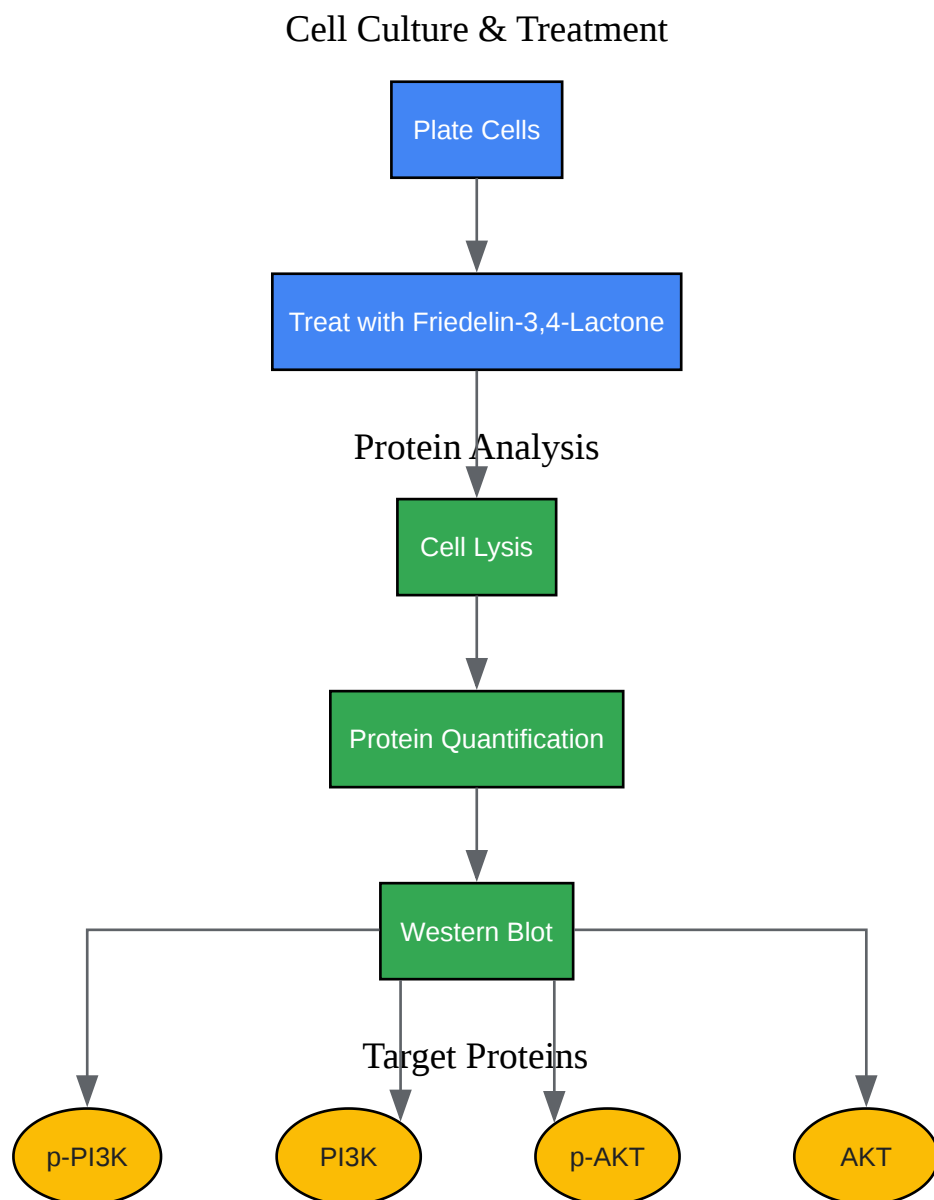 Cell Culture & Treatment
Plate Cells
Treat with Friedelin-3,4-Lactone
Protein Analysis
Cell Lysis
Protein Quantification
Western Blot
Target Proteins
p-PI3K
PI3K
p-AKT
AKT